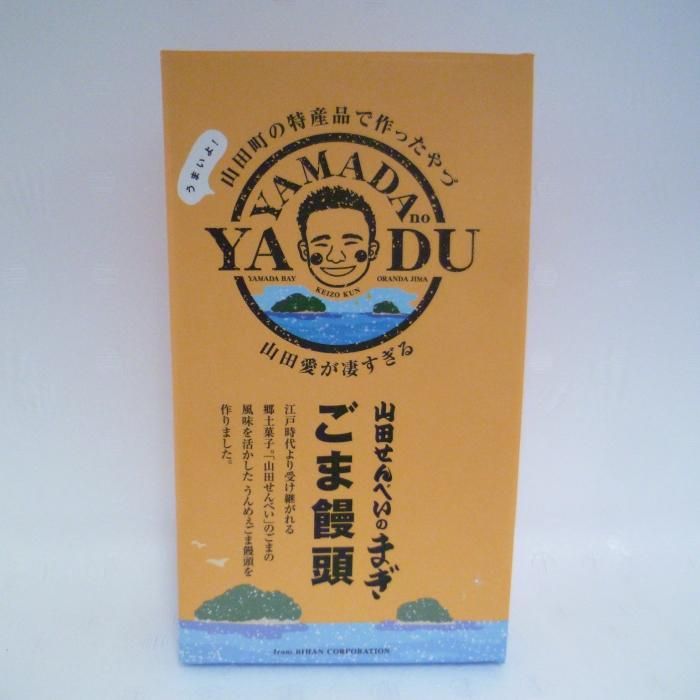 うまいよ!
山田町の特産品で作ったやつ
YAMADA
no
YA DU
YAMADA BAY
KEIZO KUN
ORANDA JIMA
山田愛が凄すぎる
山田せんべいのまぎ
ごま饅頭
江戸時代より受け継がれる
郷土菓子。「山田せんべい」のごまの
風味を活かした うんめぇごま饅頭を
作りました。
from BIHAN CORPORATION